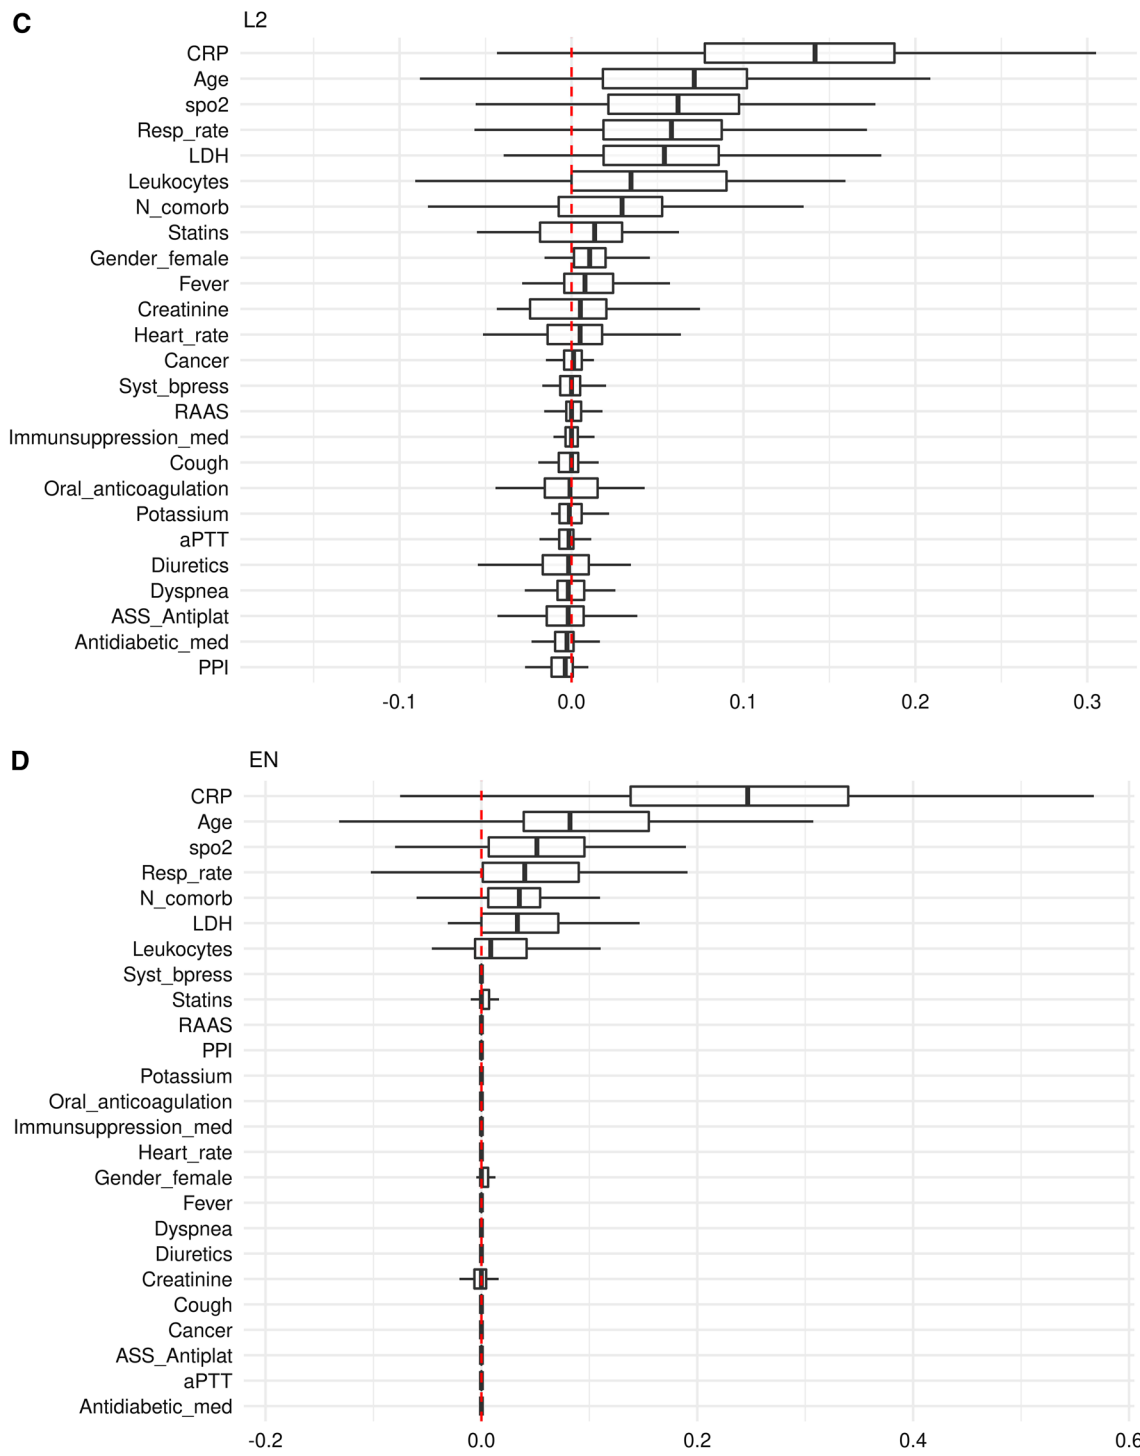 C
L2
CRP
Age
spo2
Resp_rate
LDH
Leukocytes
N_comorb
Statins
Gender_female
Fever
Creatinine
Heart_rate
Cancer
Syst_bpress
RAAS
Immunsuppression_med
Cough
Oral_anticoagulation
Potassium
aPTT
Diuretics
Dyspnea
ASS_Antiplat
Antidiabetic_med
PPI
-0.1 0.0 0.1 0.2 0.3
D
EN
CRP
Age
spo2
Resp_rate
N_comorb
LDH
Leukocytes
Syst_bpress
Statins
RAAS
PPI
Potassium
Oral_anticoagulation
Immunsuppression_med
Heart_rate
Gender_female
Fever
Dyspnea
Diuretics
Creatinine
Cough
Cancer
ASS_Antiplat
aPTT
Antidiabetic_med
-0.2 0.0 0.2 0.4 0.6